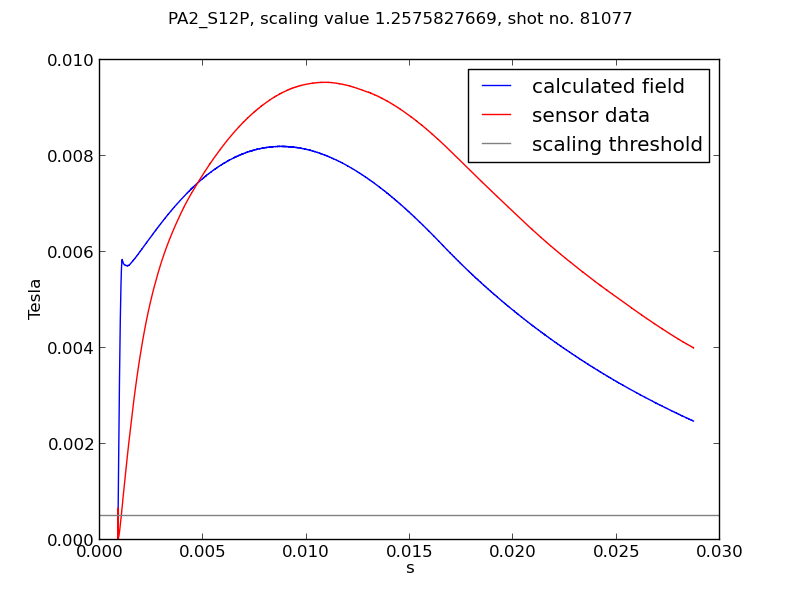 PA2_S12P, scaling value 1.2575827669, shot no. 81077
calculated field
sensor data
scaling threshold
0.010
0.008
0.006
0.004
0.002
0.000
Tesla
0.000 0.005 0.010 0.015 0.020 0.025 0.030
s